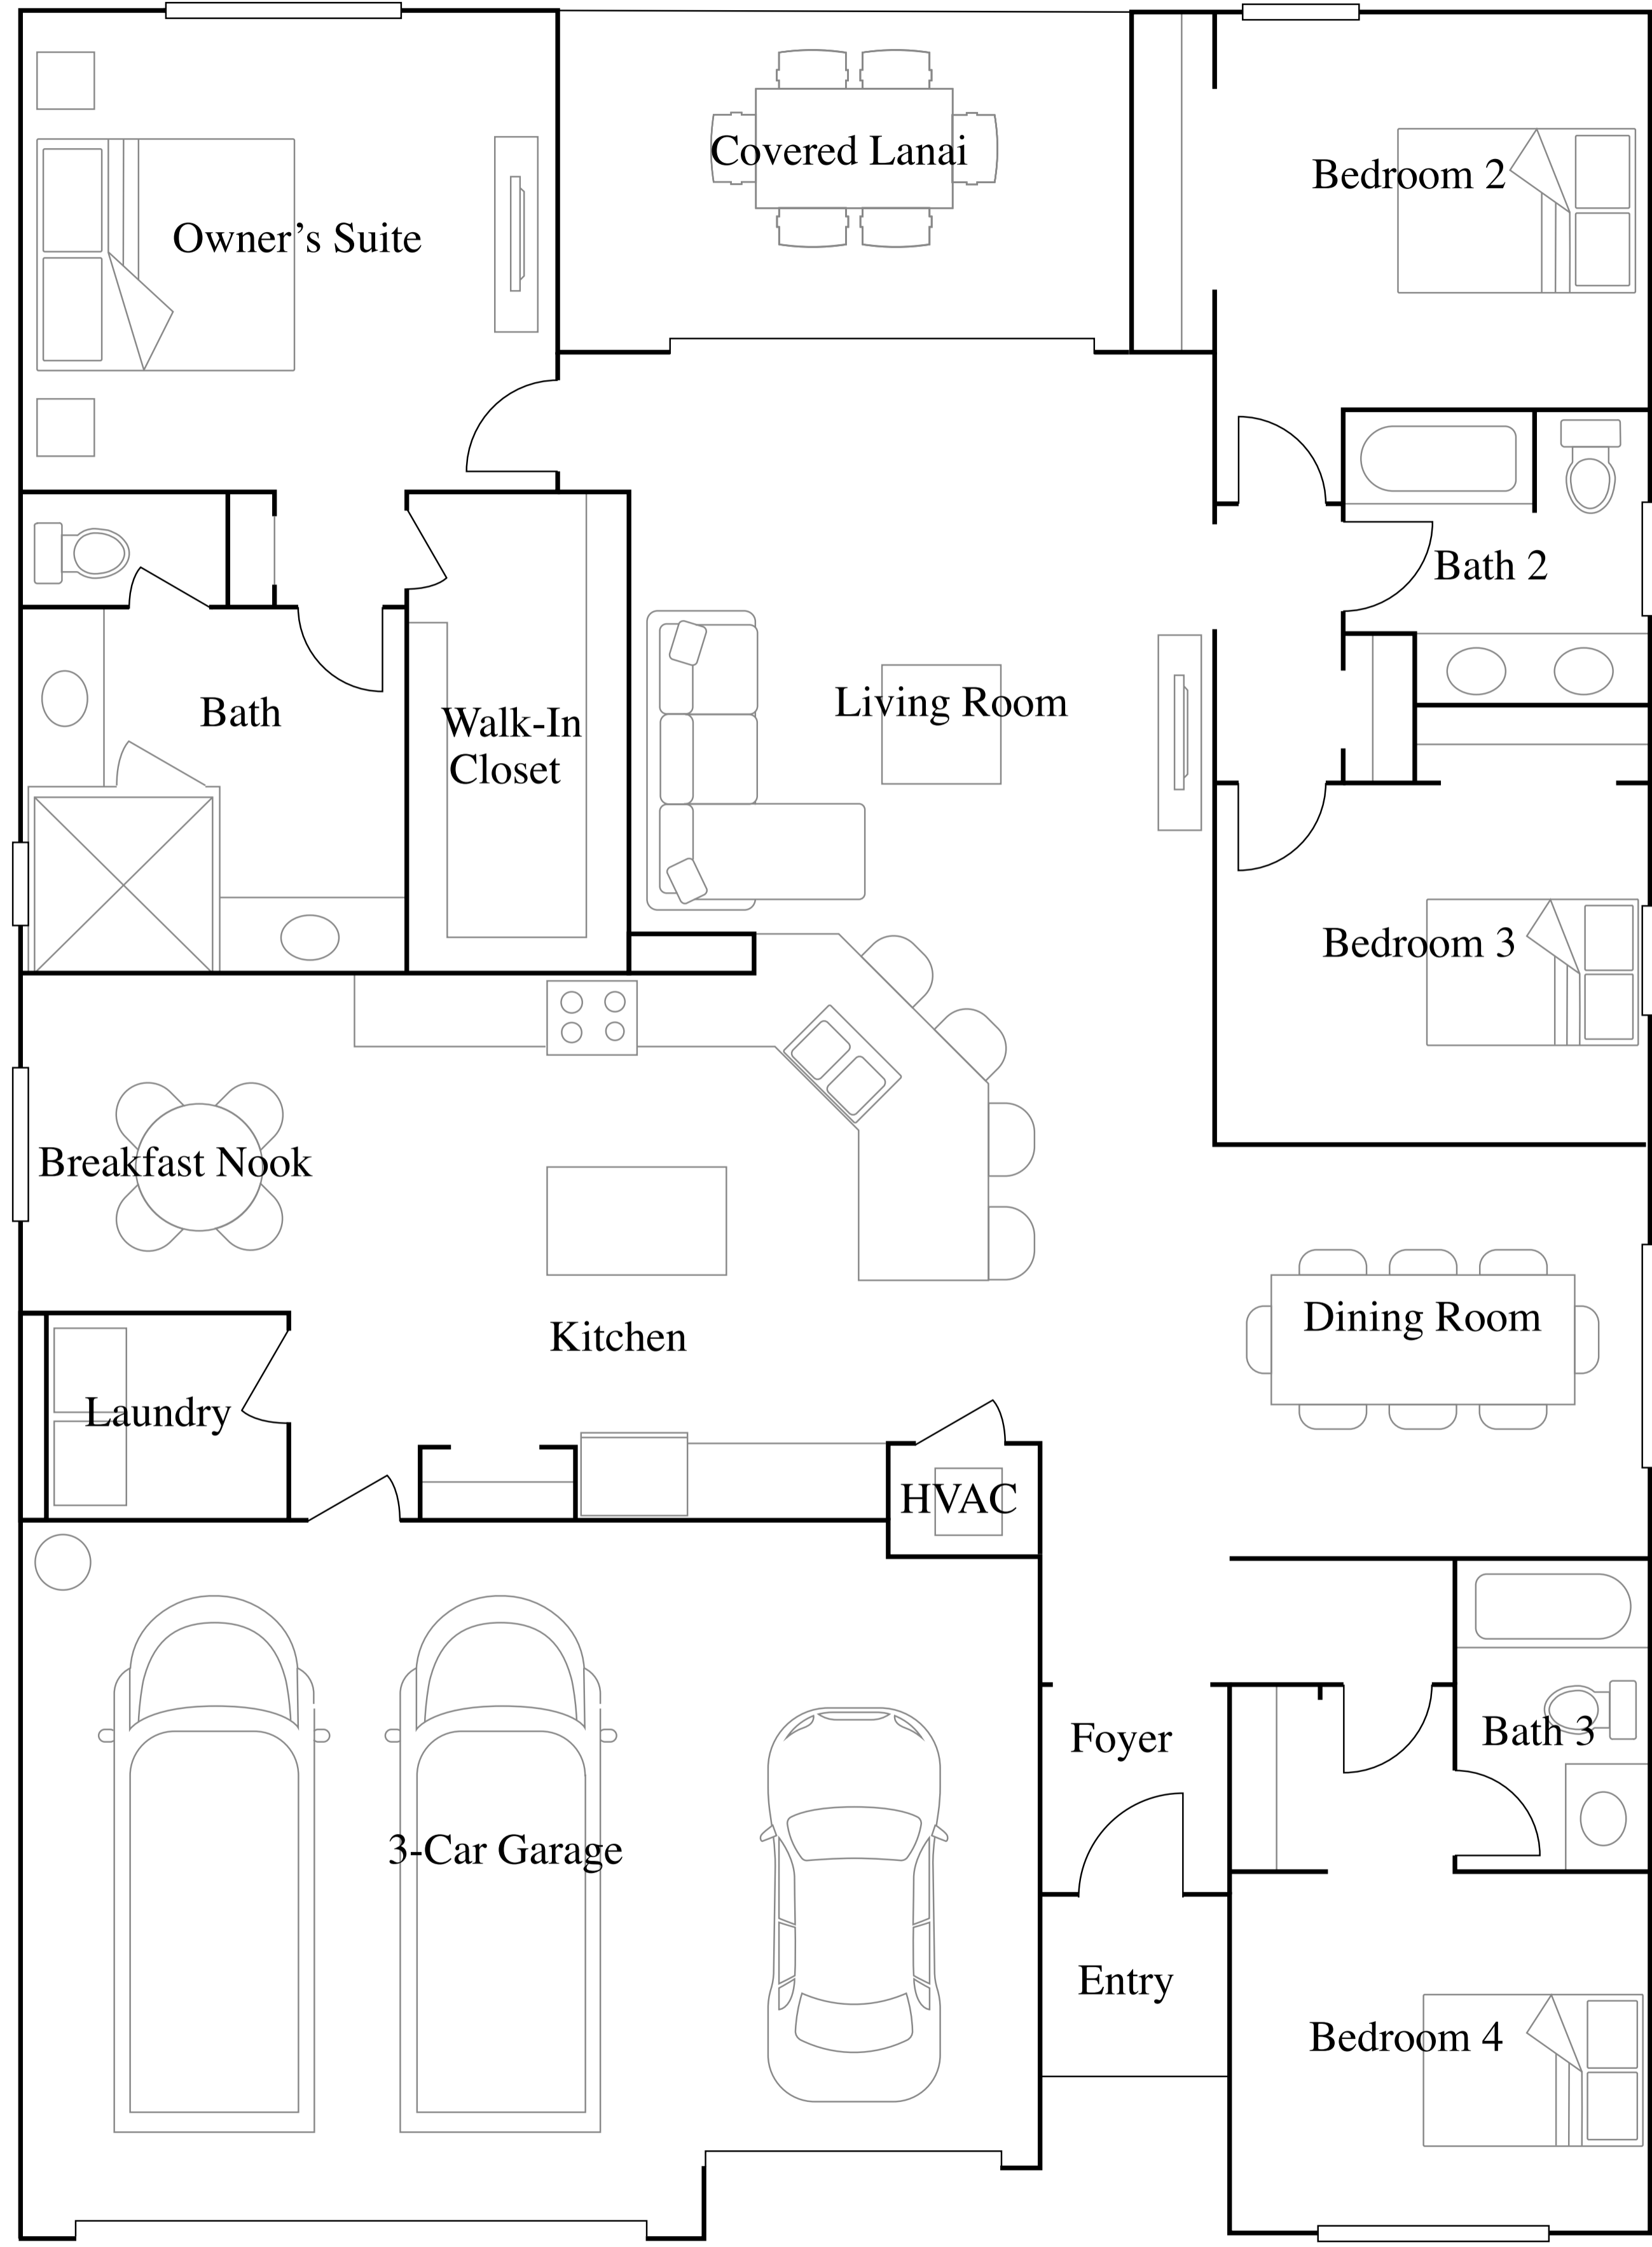 Covered Lanai
Bedroom 2
Owner's Suite
Bath 2
Living Room
Bath
Walk-In
Closet
Bedroom 3
Breakfast Nook
Dining Room
Kitchen
Laundry
HVAC
Bath 3
Foyer
3-Car Garage
Entry
Bedroom 4